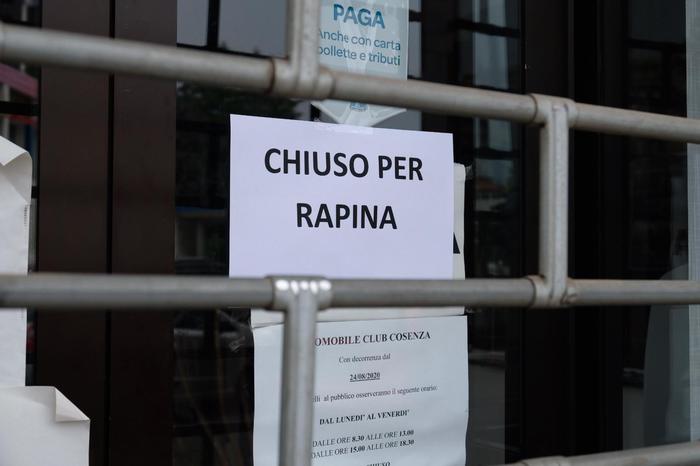 PAGA
Anche con carta
bollette e tributi
CHIUSO PER
RAPINA
A
OMOBILE CLUB COSENZA
Con decorrenza dal
24/08/2020
elli al pubblico osserveranno il seguente orario:
DAL LUNEDI' AL VENERDI'
DALLE ORE 8.30 ALLE ORE 13.00
DALLE ORE 15.00 ALLE ORE 18.30
CHIUSO